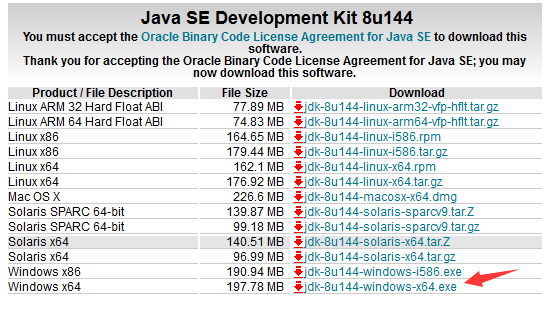 Java SE Development Kit 8u144
You must accept the Oracle Binary Code License Agreement for Java SE to download this
software.
Thank you for accepting the Oracle Binary Code License Agreement for Java SE; you may
now download this software.
Product / File Description File Size Download
Linux ARM 32 Hard Float ABI 77.89 MB jdk-8u144-linux-arm32-vfp-hflt.tar.gz
Linux ARM 64 Hard Float ABI 74.83 MB jdk-8u144-linux-arm64-vfp-hflt.tar.gz
Linux x86 164.65 MB jdk-8u144-linux-i586.rpm
Linux x86 179.44 MB jdk-8u144-linux-i586.tar.gz
Linux x64 162.1 MB jdk-8u144-linux-x64.rpm
Linux x64 176.92 MB jdk-8u144-linux-x64.tar.gz
Mac OS X 226.6 MB jdk-8u144-macosx-x64.dmg
Solaris SPARC 64-bit 139.87 MB jdk-8u144-solaris-sparcv9.tar.Z
Solaris SPARC 64-bit 99.18 MB jdk-8u144-solaris-sparcv9.tar.gz
Solaris x64 140.51 MB jdk-8u144-solaris-x64.tar.Z
Solaris x64 96.99 MB jdk-8u144-solaris-x64.tar.gz
Windows x86 190.94 MB jdk-8u144-windows-i586.exe
Windows x64 197.78 MB jdk-8u144-windows-x64.exe